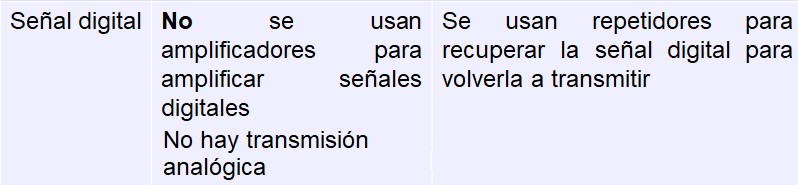 Señal digital
No se usan
amplificadores para
amplificar señales
digitales
No hay transmisión
analógica
Se usan repetidores para
recuperar la señal digital para
volverla a transmitir